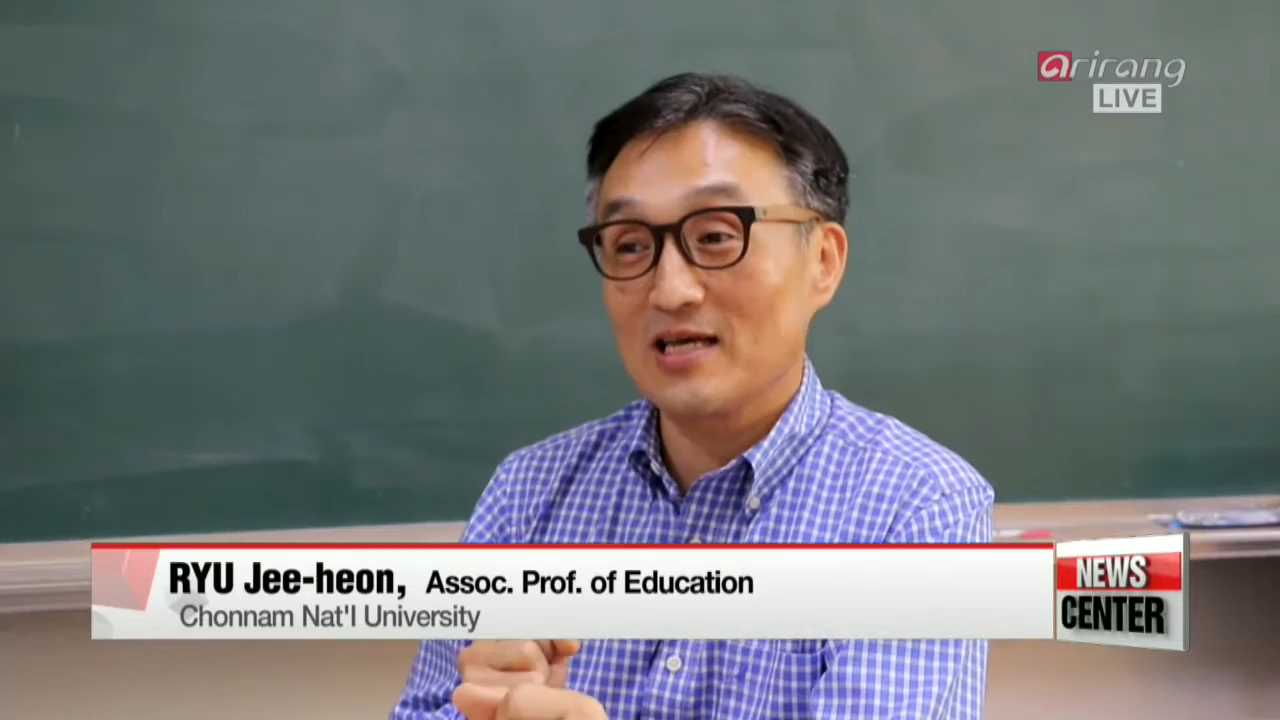 arirang
LIVE
RYU Jee-heon, Assoc. Prof. of Education
Chonnam Nat'l University
NEWS
CENTER